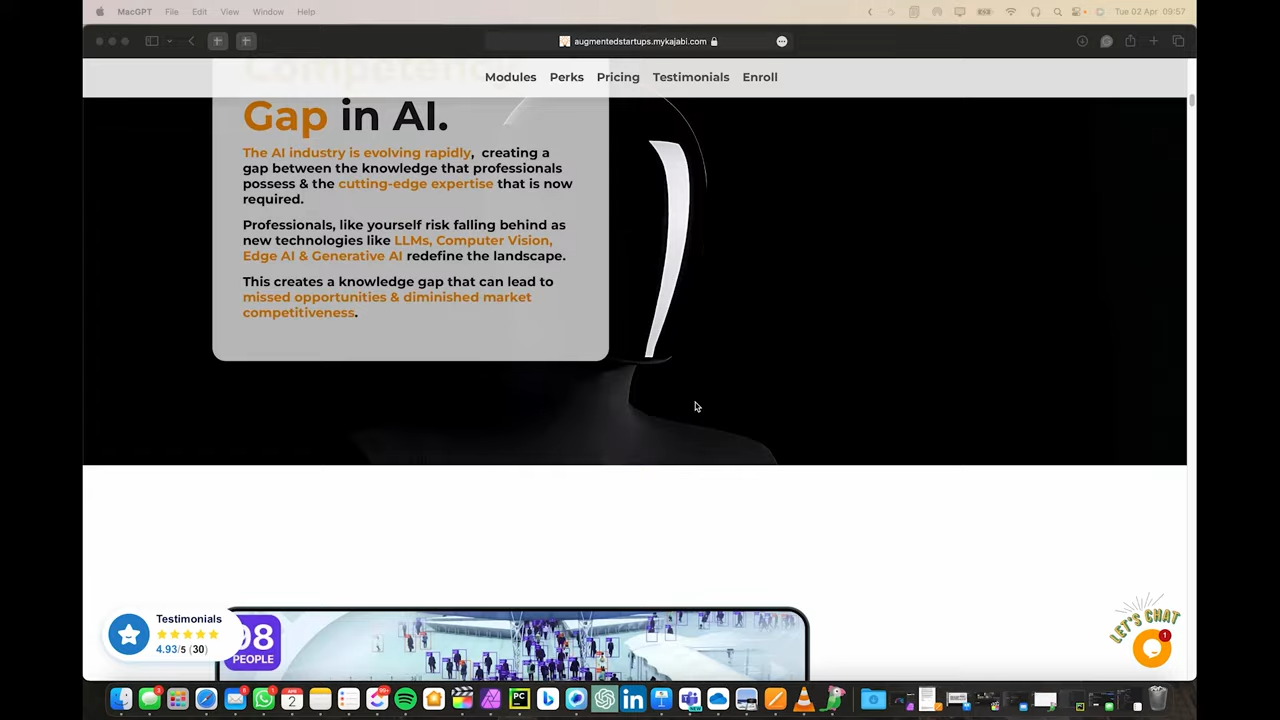 MacGPT File Edit View Window Help
Tue 02 Apr 09:57
augmentedstartups.mykajabi.com
Modules Perks Pricing Testimonials Enroll
Competency
Gap in AI.
The AI industry is evolving rapidly, creating a
gap between the knowledge that professionals
possess & the cutting-edge expertise that is now
required.
Professionals, like yourself risk falling behind as
new technologies like LLMs, Computer Vision,
Edge AI & Generative AI redefine the landscape.
This creates a knowledge gap that can lead to
missed opportunities & diminished market
competitiveness.
Testimonials
4.93/5 (30)
98
PEOPLE
LET'S CHAT
1